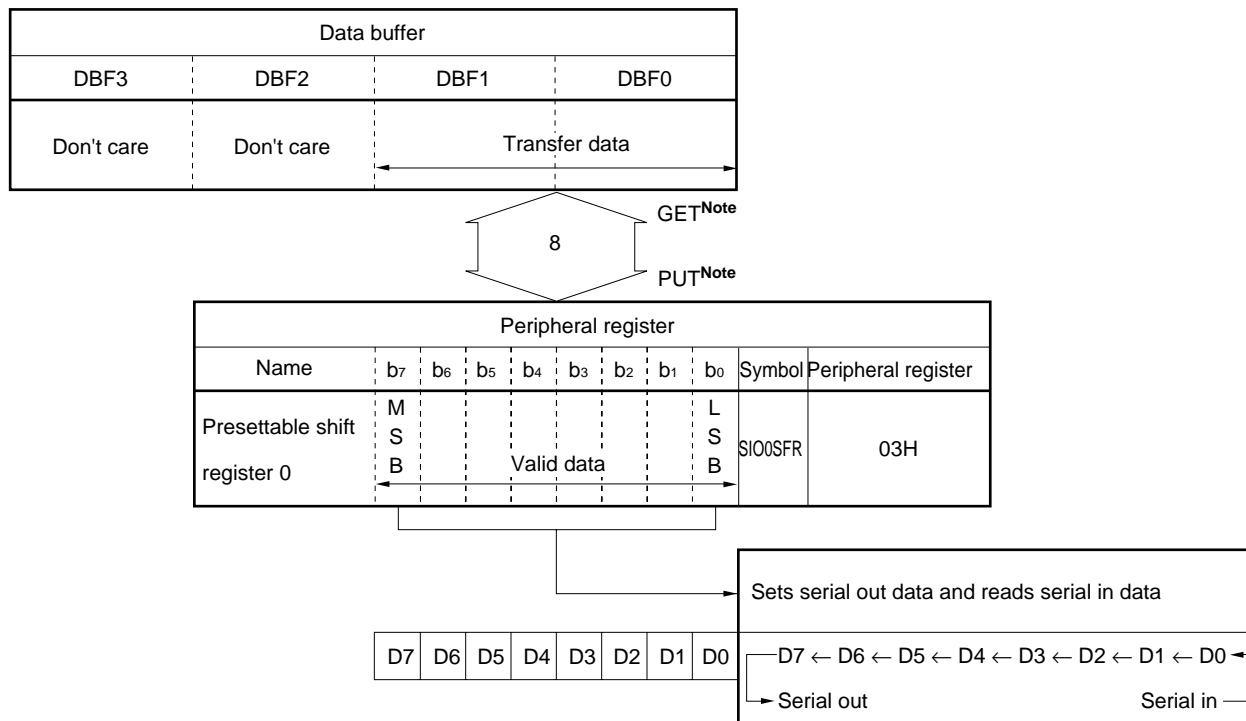 Data buffer
DBF3 DBF2 DBF1 DBF0
Don't care Don't care Transfer data
GETNote
8
PUTNote
Peripheral register
Name b7 b6 b5 b4 b3 b2 b1 b0 Symbol Peripheral register
Presettable shift register 0
M S B
Valid data
L S B
SIO0SFR
03H
Sets serial out data and reads serial in data
D7 D6 D5 D4 D3 D2 D1 D0
D7 ← D6 ← D5 ← D4 ← D3 ← D2 ← D1 ← D0
Serial out Serial in